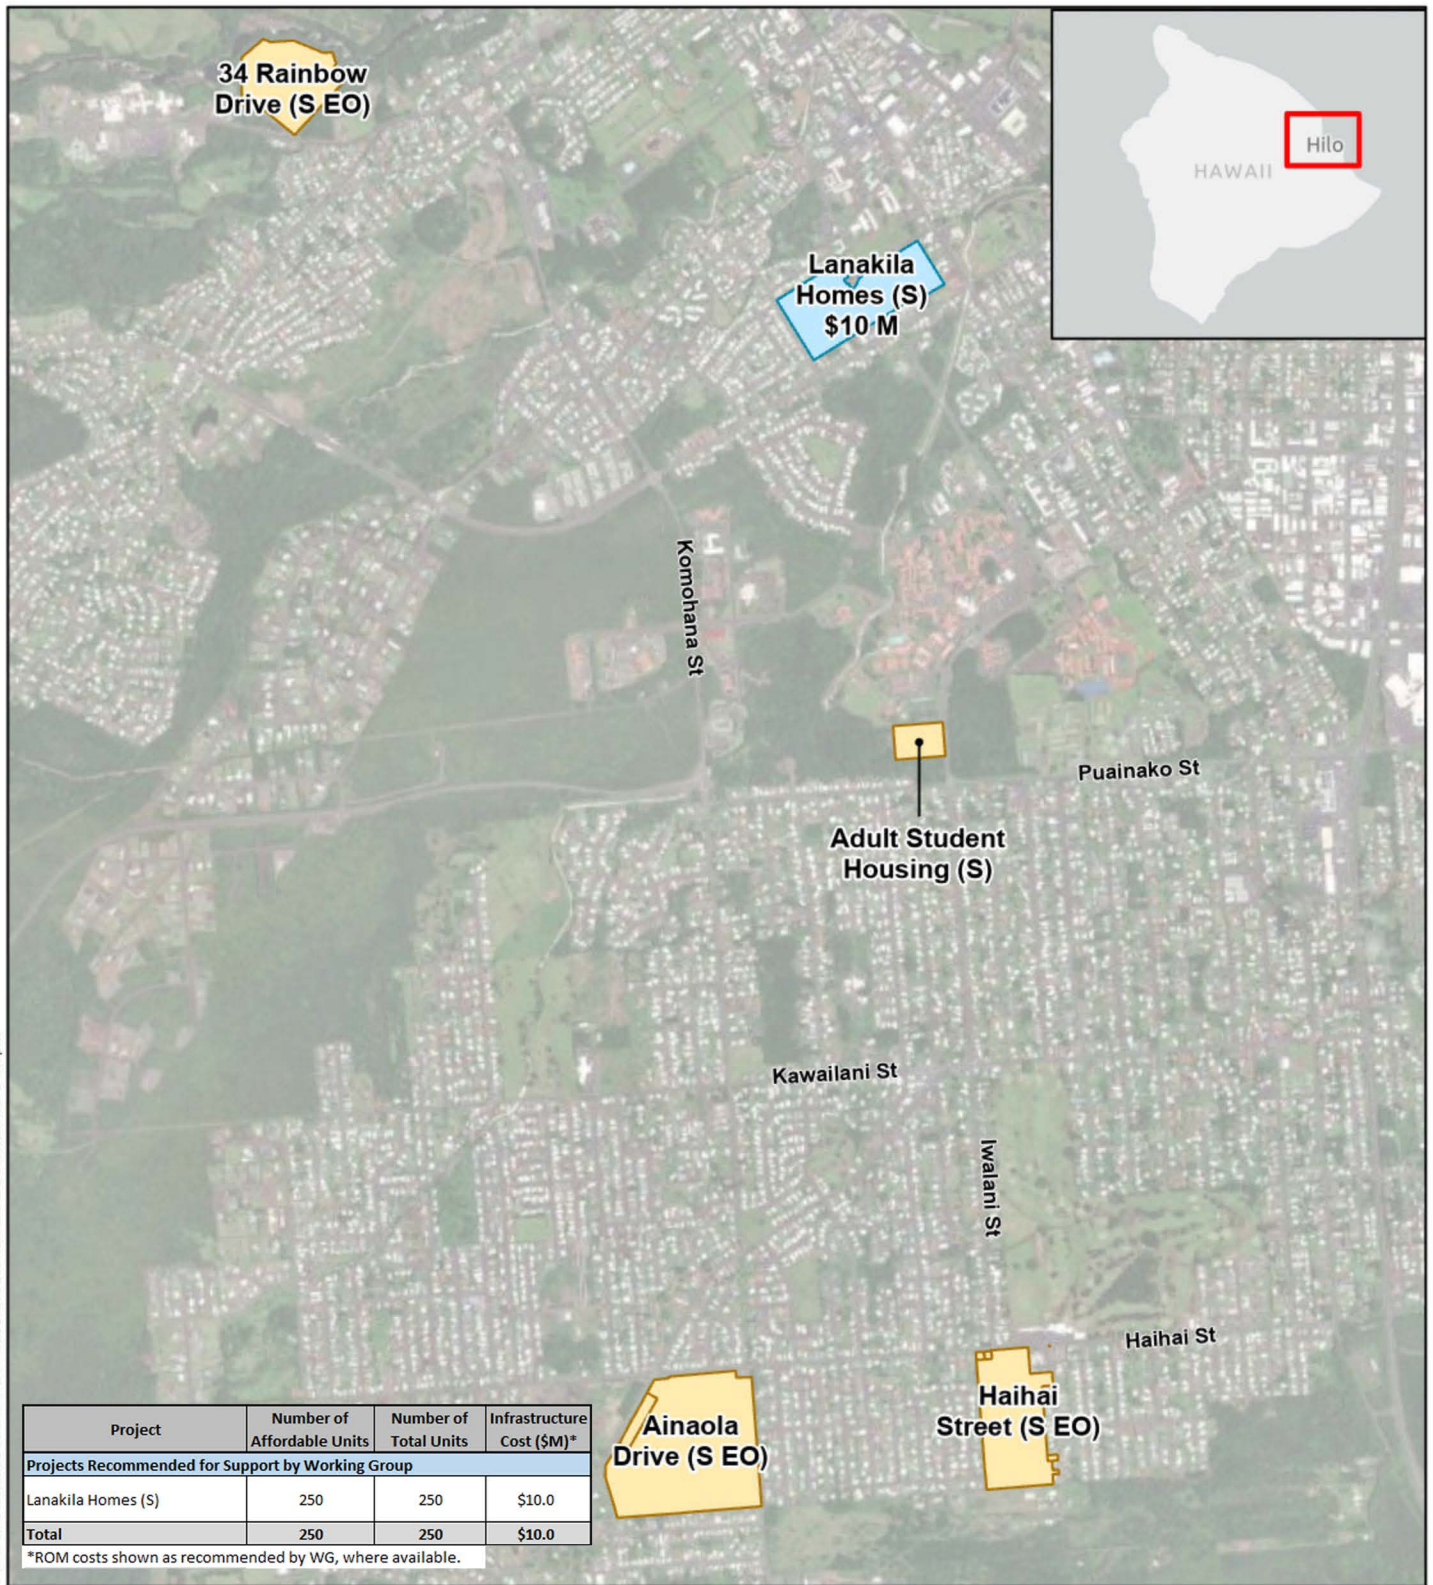 34 Rainbow
Drive (S EO)
Hilo
HAWAII
Lanakila
Homes (S)
$10 M
Komohana St
Puainako St
Adult Student
Housing (S)
Kawailani St
Iwalani St
Haihai St
Haihai
Street (S EO)
Ainaola
Drive (S EO)
Project Number of Affordable Units Number of Total Units Infrastructure Cost ($M)*
Projects Recommended for Support by Working Group
Lanakila Homes (S) 250 250 $10.0
Total 250 250 $10.0
*ROM costs shown as recommended by WG, where available.